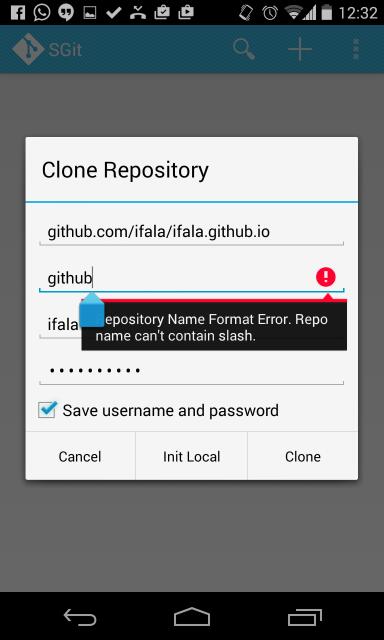 12:32
SGit
Clone Repository
github.com/ifala/ifala.github.io
github
ifala
epository Name Format Error. Repo
name can't contain slash.
Save username and password
Cancel
Init Local
Clone